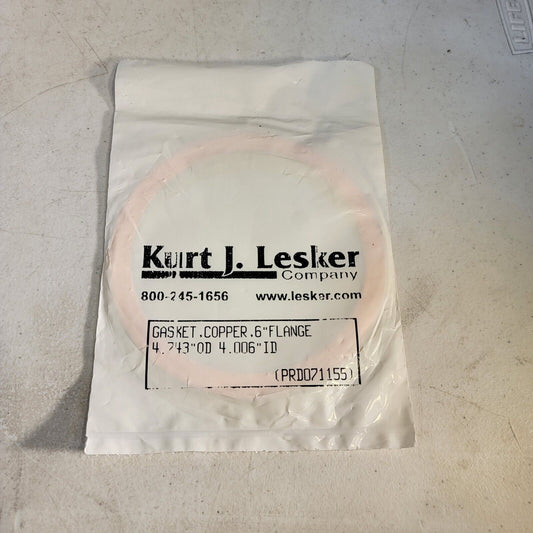 LIFE
Kurt J. Lesker
Company
800-245-1656 www.lesker.com
GASKET,COPPER,6"FLANGE
4.743"OD 4.006"ID
(PRD071155)